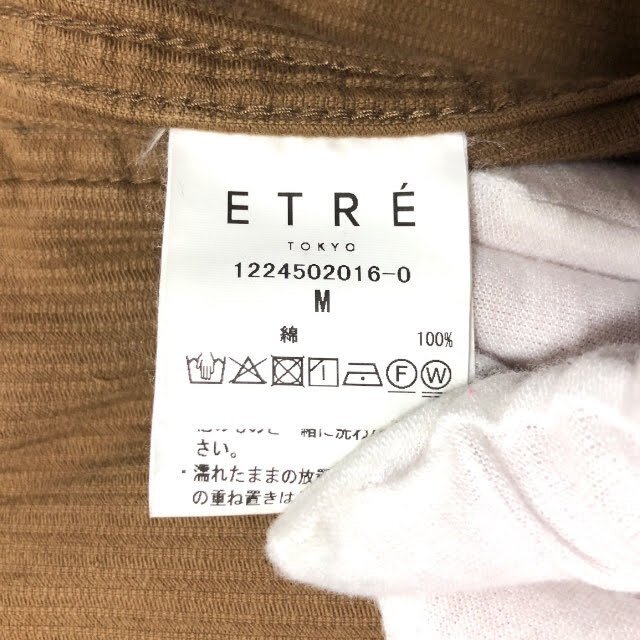 ETRÉ
TOKYO
1224502016-0
M
綿 100%
F W
さい。
・濡れたままの放
の重ね置きは